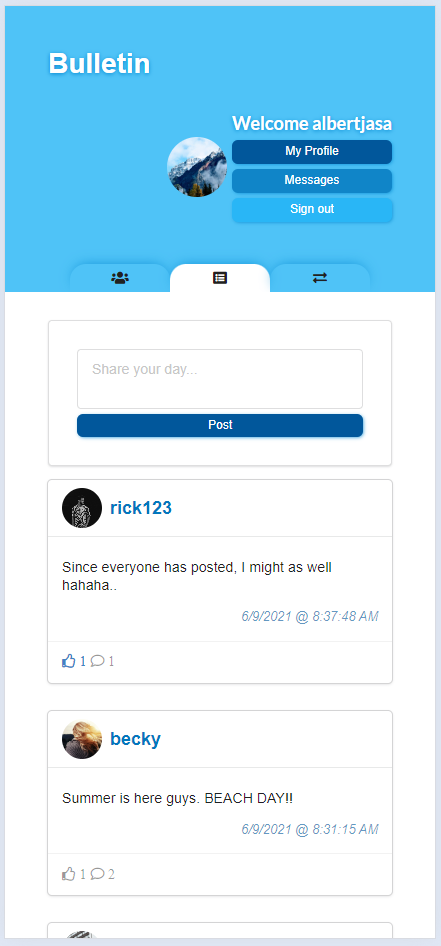 Bulletin
Welcome albertjasa
My Profile
Messages
Sign out
Share your day...
Post
rick123
Since everyone has posted, I might as well
hahaha..
6/9/2021 @ 8:37:48 AM
1 1
becky
Summer is here guys. BEACH DAY!!
6/9/2021 @ 8:31:15 AM
1 2